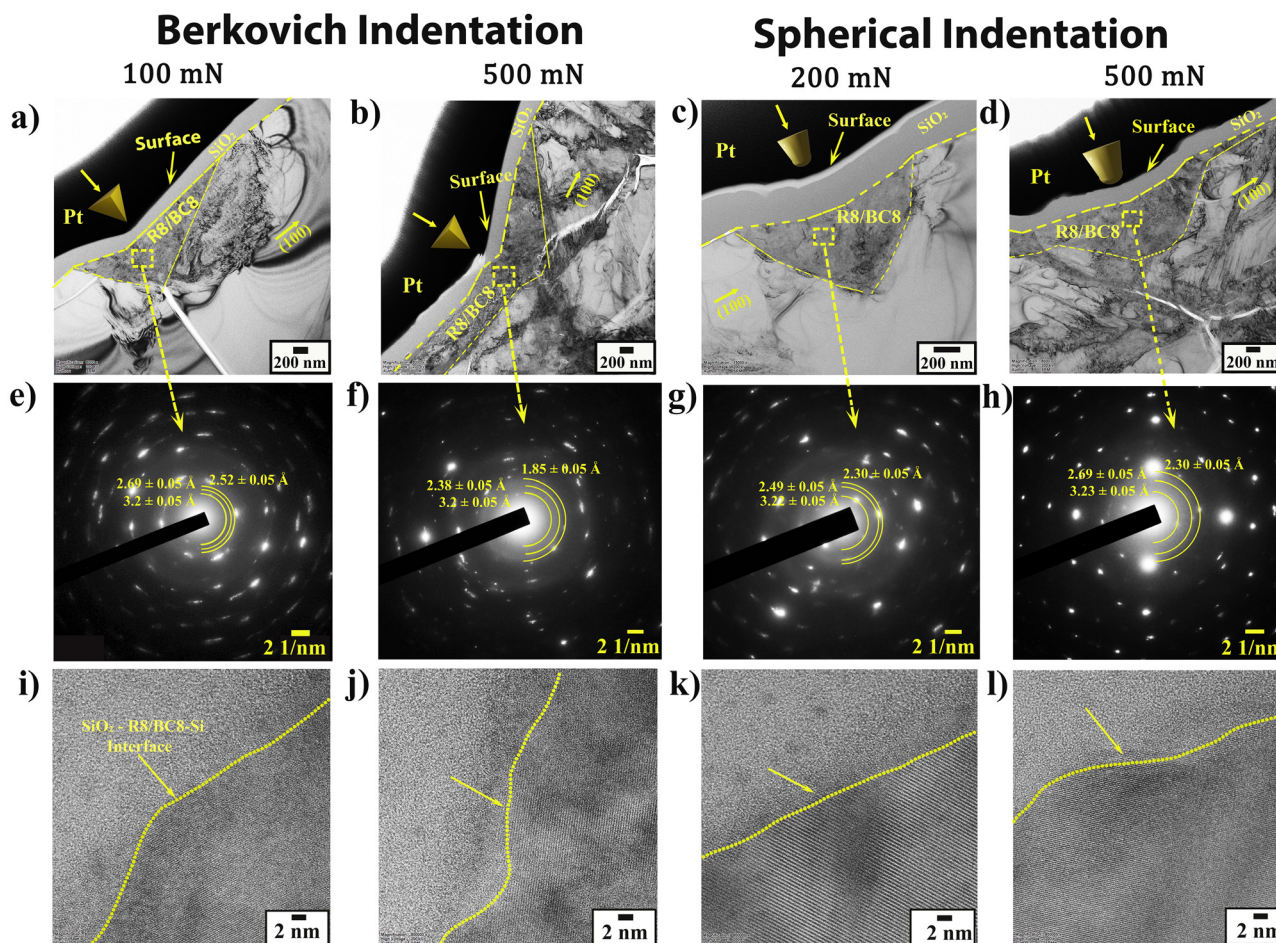 Berkovich Indentation
Spherical Indentation
100 mN
500 mN
200 mN
500 mN
a)
Surface
SiO₂
Pt
R8/BC8
(100)
200 nm
b)
SiO₂
Surface
(100)
Pt
R8/BC8
200 nm
c)
Surface
SiO₂
Pt
R8/BC8
(100)
200 nm
d)
Surface
SiO₂
Pt
(100)
R8/BC8
200 nm
e)
2.69 ± 0.05 Å
2.52 ± 0.05 Å
3.2 ± 0.05 Å
2 1/nm
f)
1.85 ± 0.05 Å
2.38 ± 0.05 Å
3.2 ± 0.05 Å
2 1/nm
g)
2.30 ± 0.05 Å
2.49 ± 0.05 Å
3.22 ± 0.05 Å
2 1/nm
h)
2.69 ± 0.05 Å
2.30 ± 0.05 Å
3.23 ± 0.05 Å
2 1/nm
i)
SiO₂ - R8/BC8-Si
Interface
2 nm
j)
2 nm
k)
2 nm
l)
2 nm